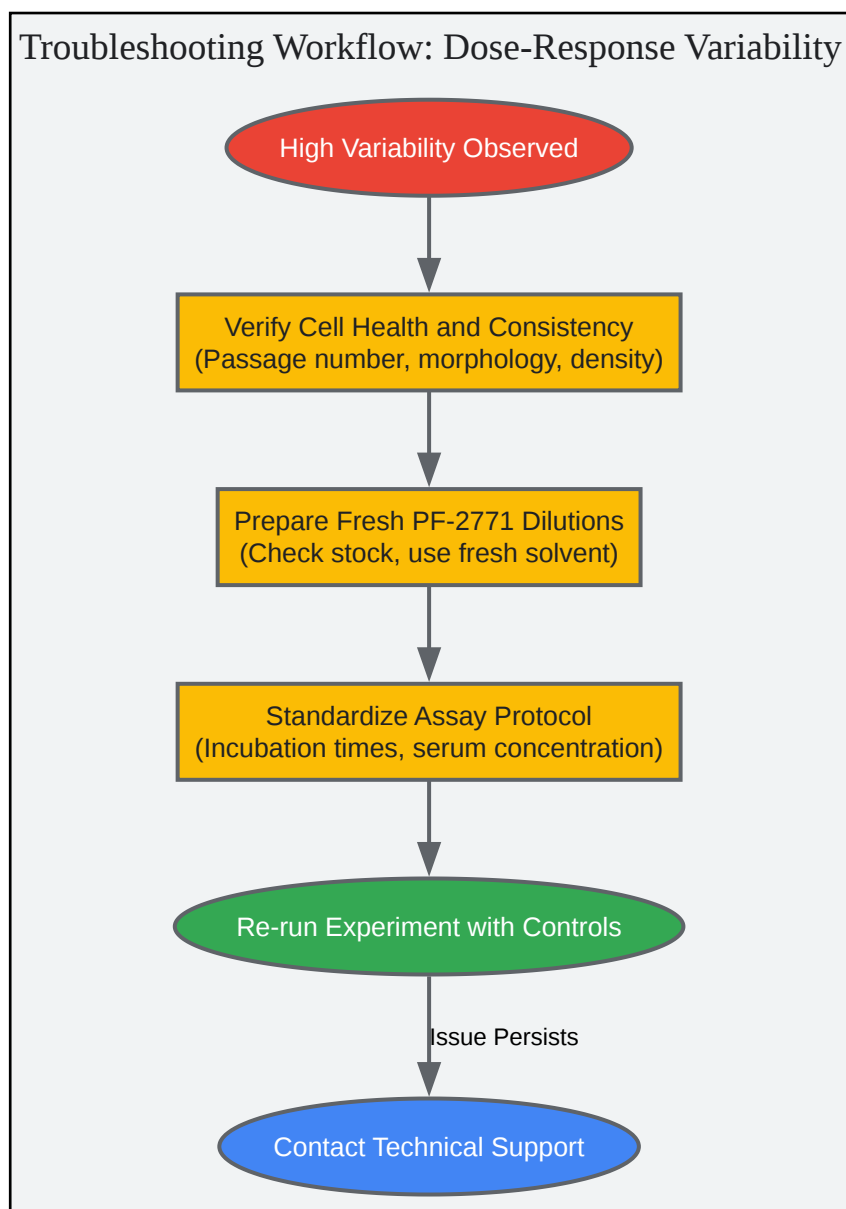 Troubleshooting Workflow: Dose-Response Variability
High Variability Observed
Verify Cell Health and Consistency
(Passage number, morphology, density)
Prepare Fresh PF-2771 Dilutions
(Check stock, use fresh solvent)
Standardize Assay Protocol
(Incubation times, serum concentration)
Re-run Experiment with Controls
Issue Persists
Contact Technical Support